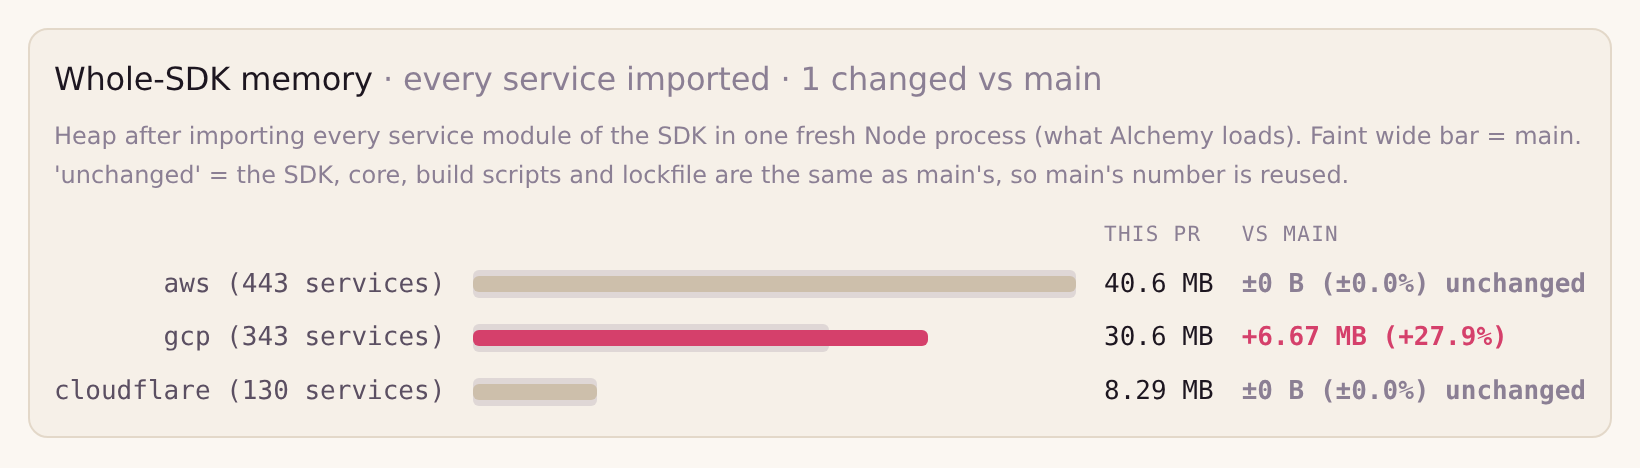 Whole-SDK memory · every service imported · 1 changed vs main
Heap after importing every service module of the SDK in one fresh Node process (what Alchemy loads). Faint wide bar = main.
'unchanged' = the SDK, core, build scripts and lockfile are the same as main's, so main's number is reused.
THIS PR VS MAIN
aws (443 services) 40.6 MB ±0 B (±0.0%) unchanged
gcp (343 services) 30.6 MB +6.67 MB (+27.9%)
cloudflare (130 services) 8.29 MB ±0 B (±0.0%) unchanged